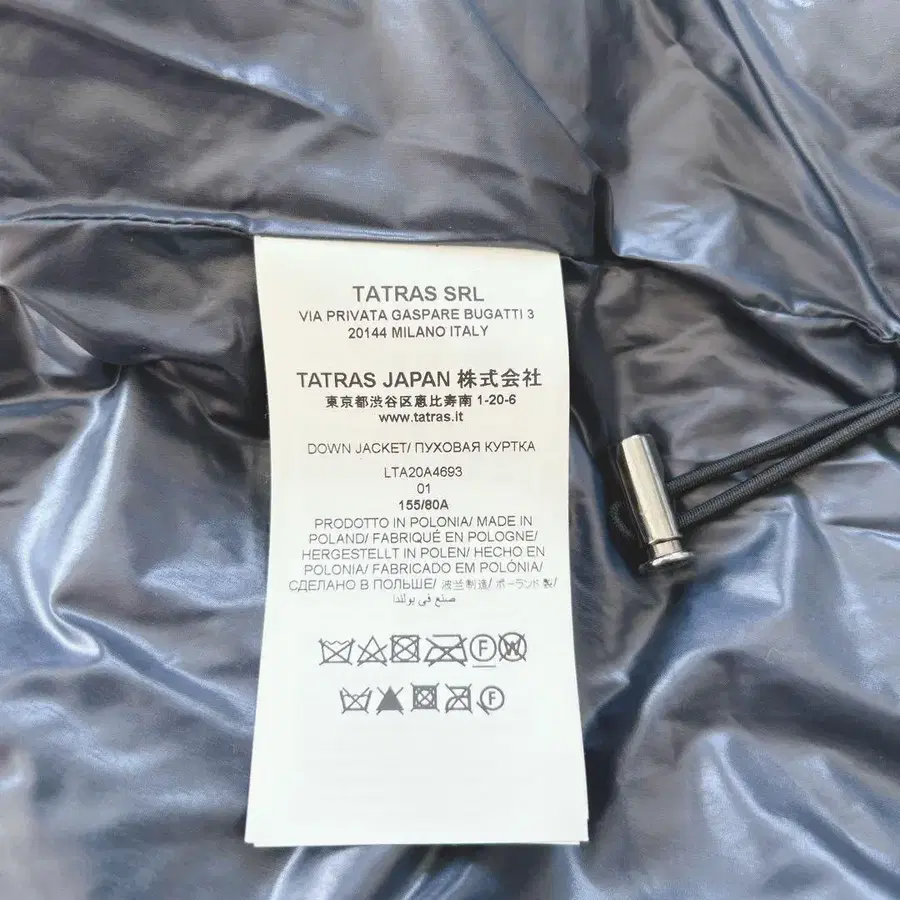 TATRAS SRL
VIA PRIVATA GASPARE BUGATTI 3
20144 MILANO ITALY
TATRAS JAPAN 株式会社
東京都渋谷区恵比寿南 1-20-6
www.tatras.it
DOWN JACKET/ ПУХОВАЯ КУРТКА
LTA20A4693
01
155/80A
PRODOTTO IN POLONIA/ MADE IN
POLAND/ FABRIQUÉ EN POLOGNE/
HERGESTELLT IN POLEN/ HECHO EN
POLONIA/ FABRICADO EM POLÓNIA/
СДЕЛАНО В ПОЛЬШЕ/ 波兰制造/ ポーランド製/
صنع في بولندا
F W
F